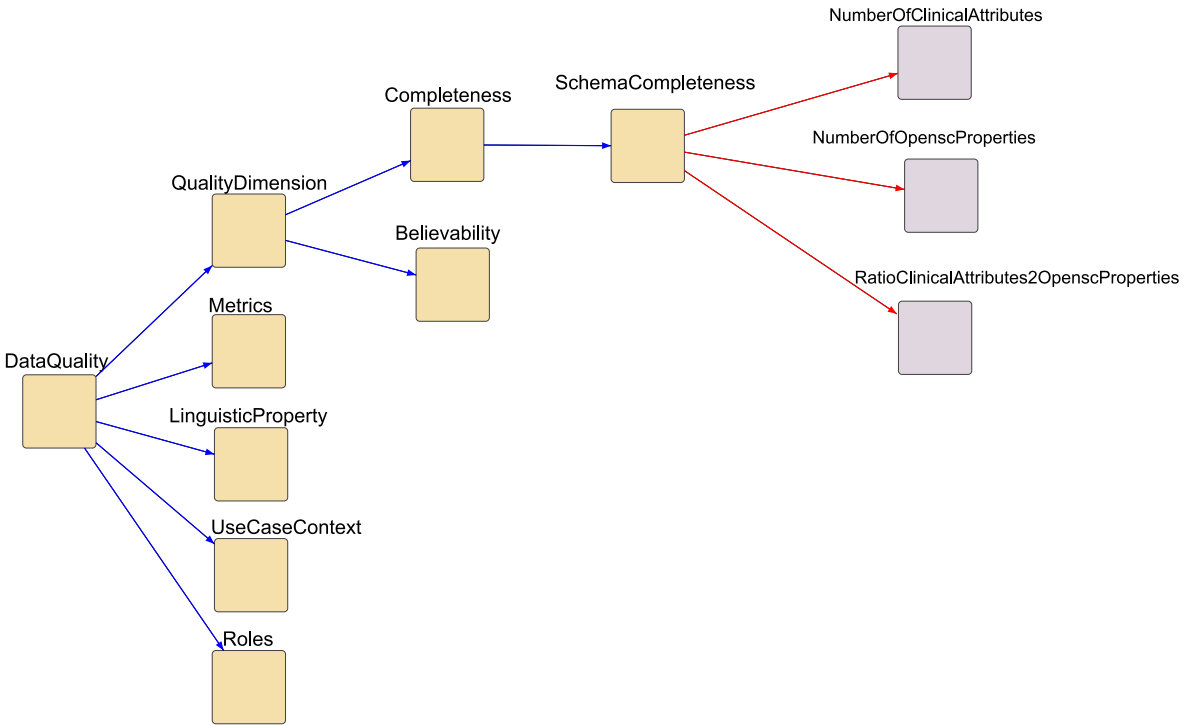 NumberOfClinicalAttributes
SchemaCompleteness
Completeness
NumberOfOpenscProperties
QualityDimension
Believability
RatioClinicalAttributes2OpenscProperties
Metrics
DataQuality
LinguisticProperty
UseCaseContext
Roles